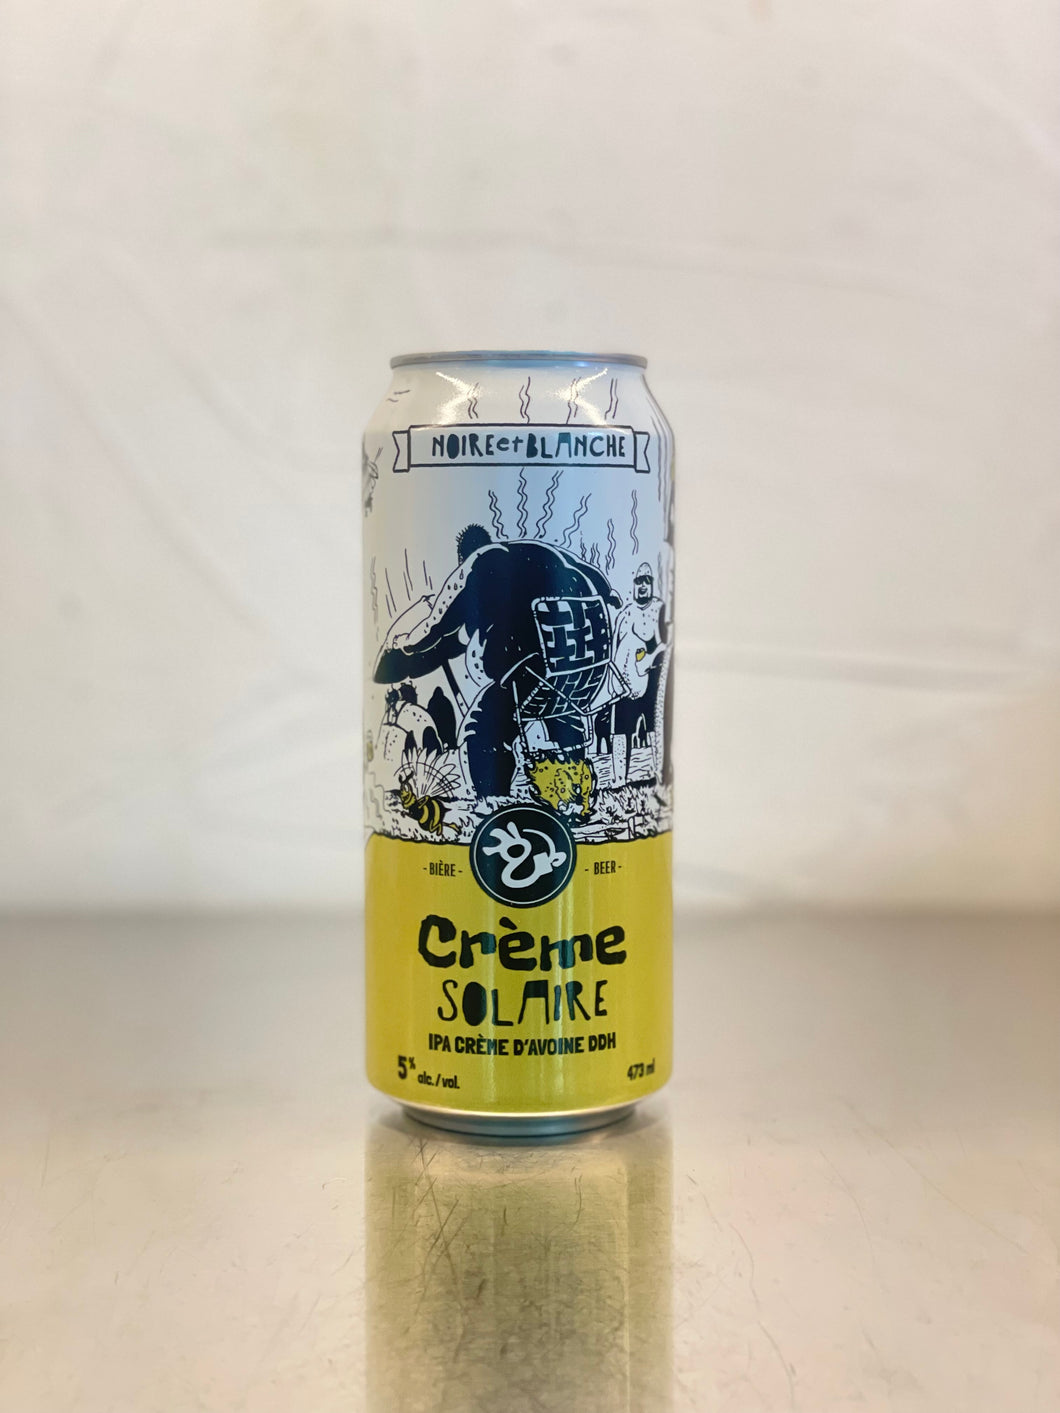 NOIRE et BLANCHE
- BIÈRE -
- BEER -
Crème
SOLAIRE
IPA CRÈME D'AVOINE DDH
5% alc./vol.
473 ml